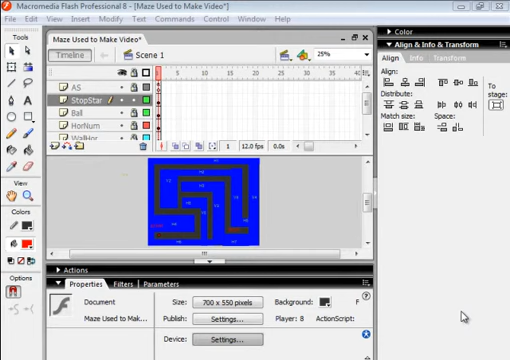 Macromedia Flash Professional 8 - [Maze Used to Make Video*]
File Edit View Insert Modify Text Commands Control Window Help
Tools
View
Colors
Options
Maze Used to Make Video*
Timeline
Scene 1
25%
1 5 10 15 20 25 30 35 40
AS
StopStar
Ball
HorNum
WallHor
1 12.0 fps 0.0s
Actions
Properties Filters Parameters
Document
Maze Used to Mak...
Size: 700 x 550 pixels Background:
Publish: Settings... Player: 8 ActionScript:
Device: Settings...
Color
Align & Info & Transform
Align Info Transform
Align:
Distribute:
Match size: Space:
To stage: